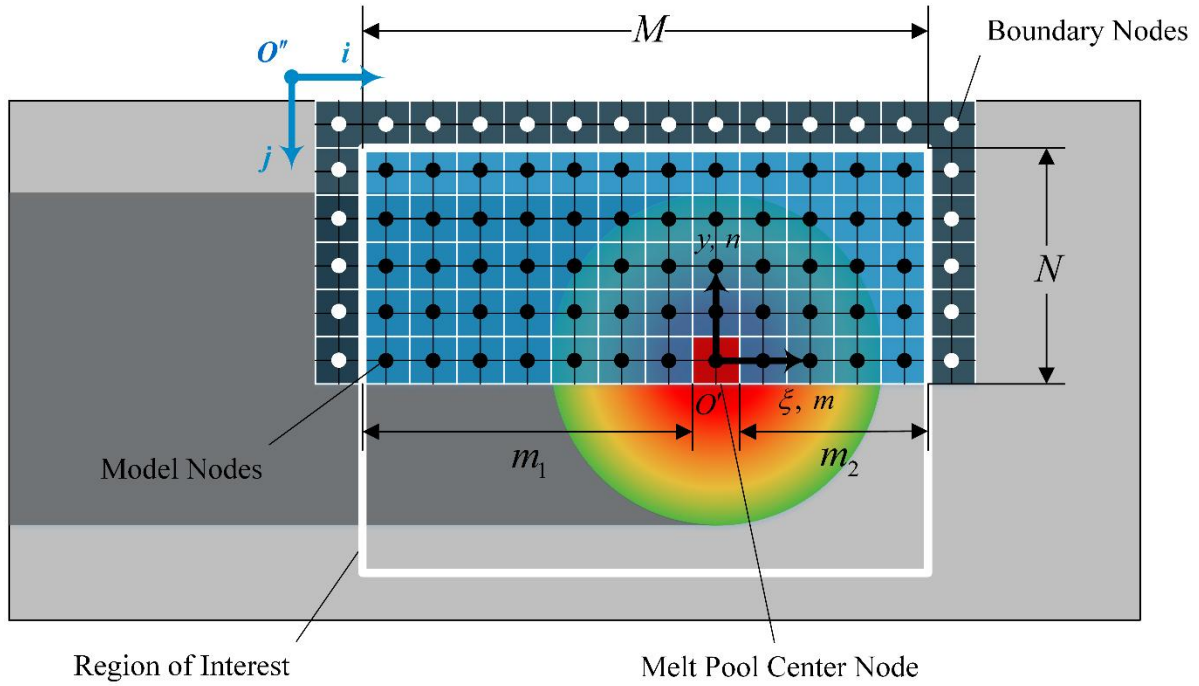 M
Boundary Nodes
O″
i
j
y, n
N
O′
ξ, m
m₁
m₂
Model Nodes
Region of Interest
Melt Pool Center Node